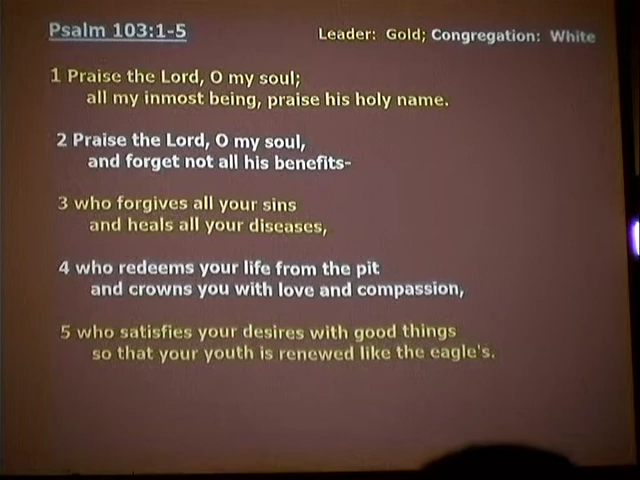 Psalm 103:1-5
Leader: Gold; Congregation: White
1 Praise the Lord, O my soul;
all my inmost being, praise his holy name.
2 Praise the Lord, O my soul,
and forget not all his benefits-
3 who forgives all your sins
and heals all your diseases,
4 who redeems your life from the pit
and crowns you with love and compassion,
5 who satisfies your desires with good things
so that your youth is renewed like the eagle's.